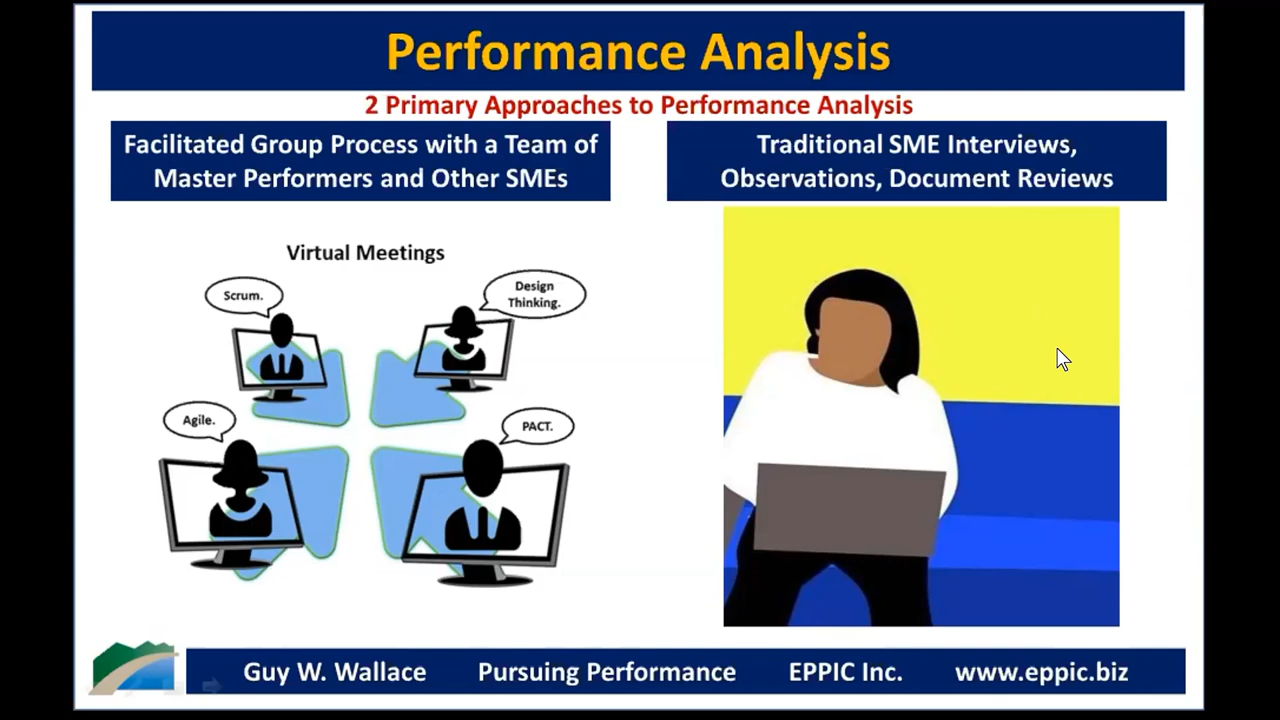 Performance Analysis
2 Primary Approaches to Performance Analysis
Facilitated Group Process with a Team of
Master Performers and Other SMEs
Traditional SME Interviews,
Observations, Document Reviews
Virtual Meetings
Scrum.
Design
Thinking.
Agile.
PACT.
Guy W. Wallace
Pursuing Performance
EPPIC Inc.
www.eppic.biz